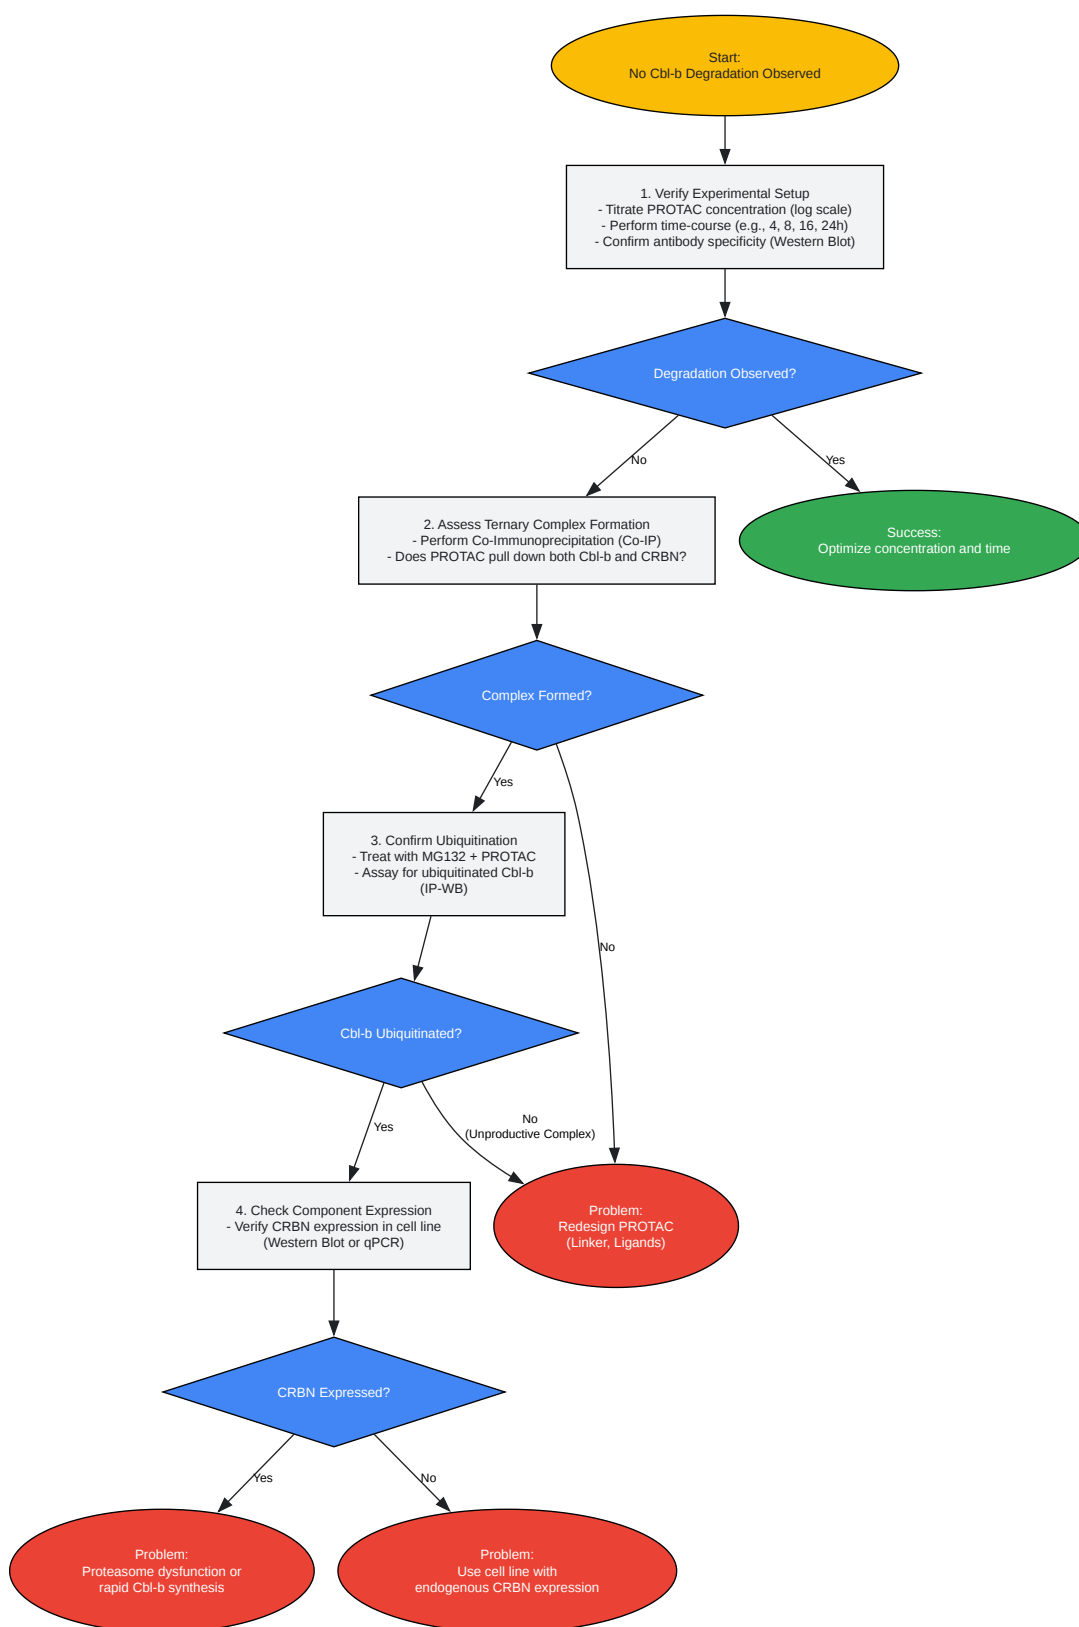 Start:
No Cbl-b Degradation Observed
1. Verify Experimental Setup
- Titrate PROTAC concentration (log scale)
- Perform time-course (e.g., 4, 8, 16, 24h)
- Confirm antibody specificity (Western Blot)
Degradation Observed?
No
Yes
2. Assess Ternary Complex Formation
- Perform Co-Immunoprecipitation (Co-IP)
- Does PROTAC pull down both Cbl-b and CRBN?
Success:
Optimize concentration and time
Complex Formed?
Yes
3. Confirm Ubiquitination
- Treat with MG132 + PROTAC
- Assay for ubiquitinated Cbl-b
(IP-WB)
No
Cbl-b Ubiquitinated?
Yes
No
(Unproductive Complex)
4. Check Component Expression
- Verify CRBN expression in cell line
(Western Blot or qPCR)
Problem:
Redesign PROTAC
(Linker, Ligands)
CRBN Expressed?
Yes
No
Problem:
Proteasome dysfunction or
rapid Cbl-b synthesis
Problem:
Use cell line with
endogenous CRBN expression